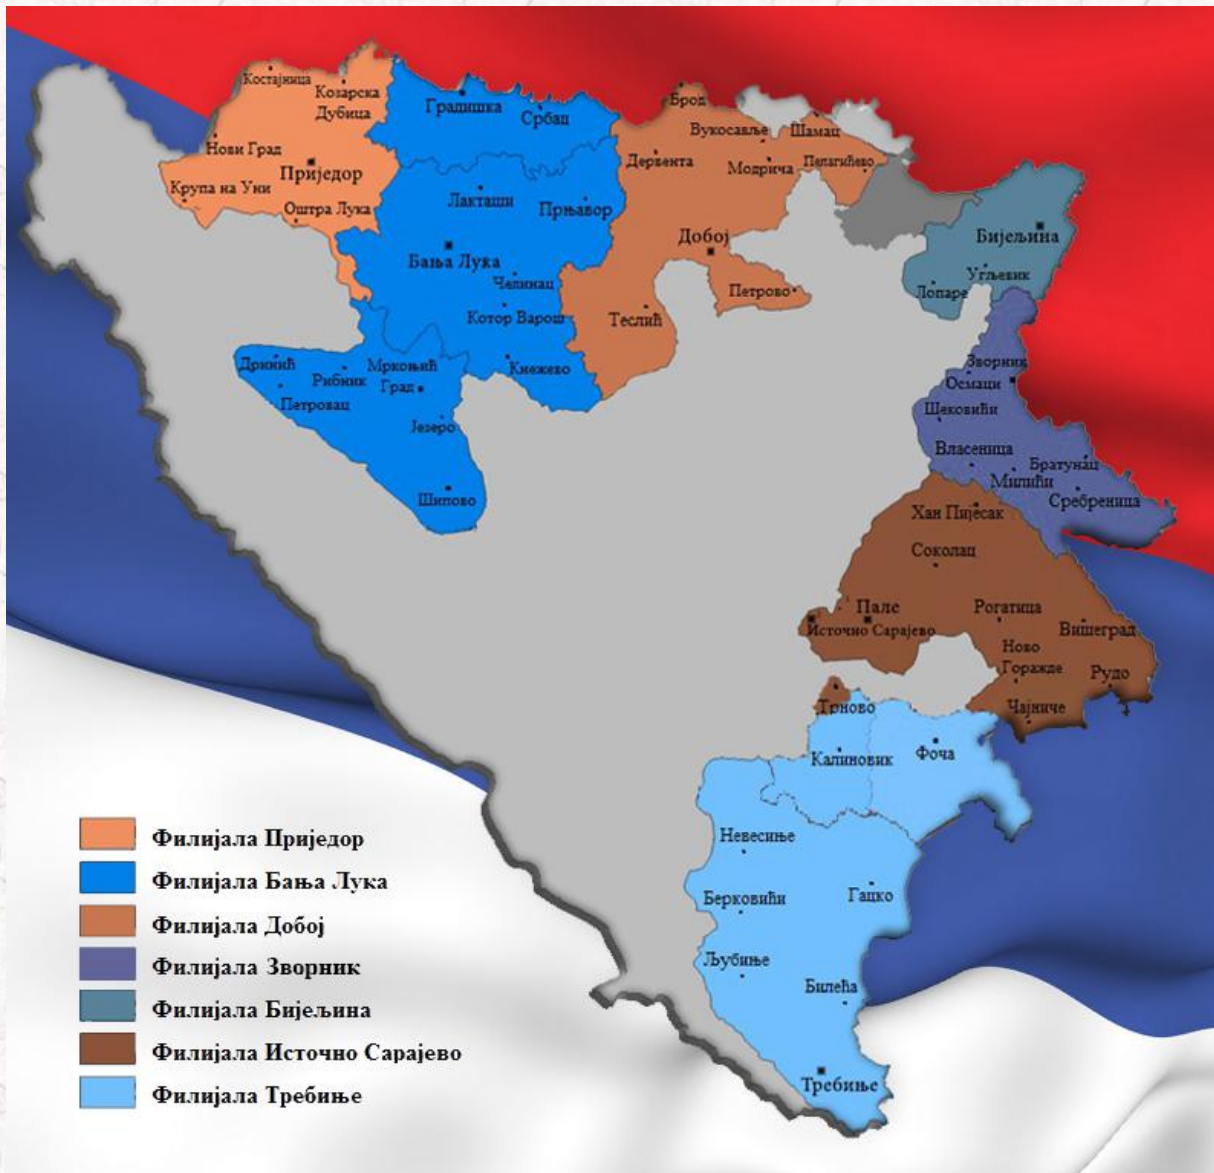 Костајница
Козарска
Дубица
Нови Град
Приједор
Крупа на Уни
Оштра Лука
Градишка
Србац
Лакташи
Прњавор
Бања Лука
Челинац
Котор Варош
Кнежево
Дринић
Рибник
Мркоњић
Град
Петровац
Језеро
Шипово
Брод
Вукосавље
Шамац
Дервента
Модрича
Пелагићево
Добој
Петрово
Теслић
Бијељина
Угљевик
Лопаре
Зворник
Осмаци
Шековићи
Власеница
Братунац
Милићи
Сребреница
Хан Пијесак
Соколац
Пале
Источно Сарајево
Рогатица
Вишеград
Ново
Горажде
Рудо
Чајниче
Трново
Калиновик
Фоча
Невесиње
Берковићи
Гацко
Љубиње
Билећа
Требиње
Филијала Приједор
Филијала Бања Лука
Филијала Добој
Филијала Зворник
Филијала Бијељина
Филијала Источно Сарајево
Филијала Требиње